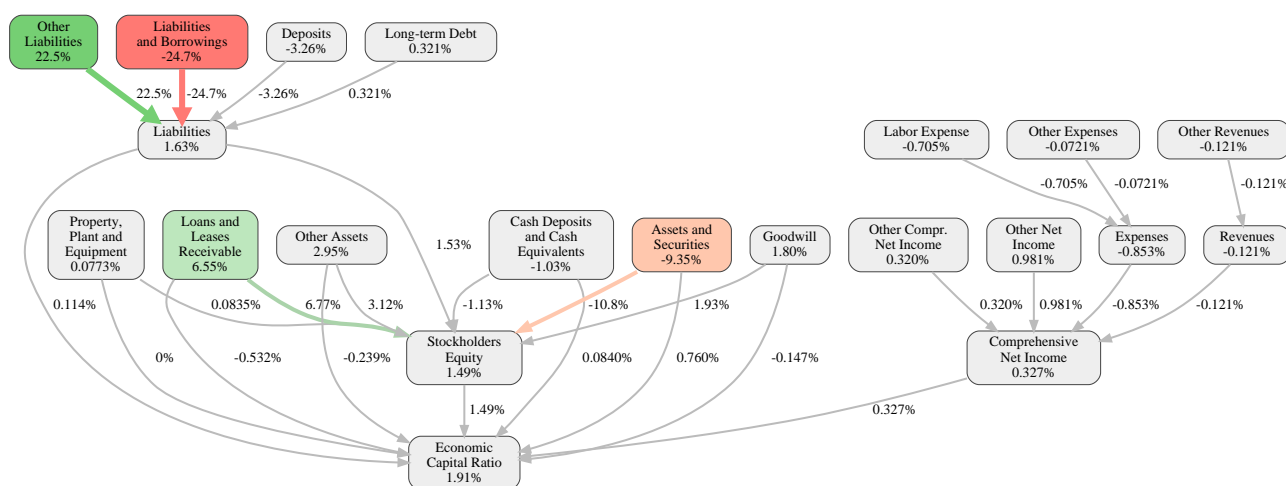 Other
Liabilities
22.5%
Liabilities
and Borrowings
-24.7%
Deposits
-3.26%
Long-term Debt
0.321%
22.5%
-24.7%
-3.26%
0.321%
Liabilities
1.63%
Labor Expense
-0.705%
Other Expenses
-0.0721%
Other Revenues
-0.121%
-0.705%
-0.0721%
-0.121%
Property,
Plant and
Equipment
0.0773%
Loans and
Leases
Receivable
6.55%
Other Assets
2.95%
1.53%
Cash Deposits
and Cash
Equivalents
-1.03%
Assets and
Securities
-9.35%
Goodwill
1.80%
Other Compr.
Net Income
0.320%
Other Net
Income
0.981%
Expenses
-0.853%
Revenues
-0.121%
0.114%
0.0835%
6.77%
3.12%
-1.13%
-10.8%
1.93%
0.320%
0.981%
-0.853%
-0.121%
0%
-0.532%
-0.239%
Stockholders
Equity
1.49%
0.0840%
0.760%
-0.147%
Comprehensive
Net Income
0.327%
1.49%
0.327%
Economic
Capital Ratio
1.91%